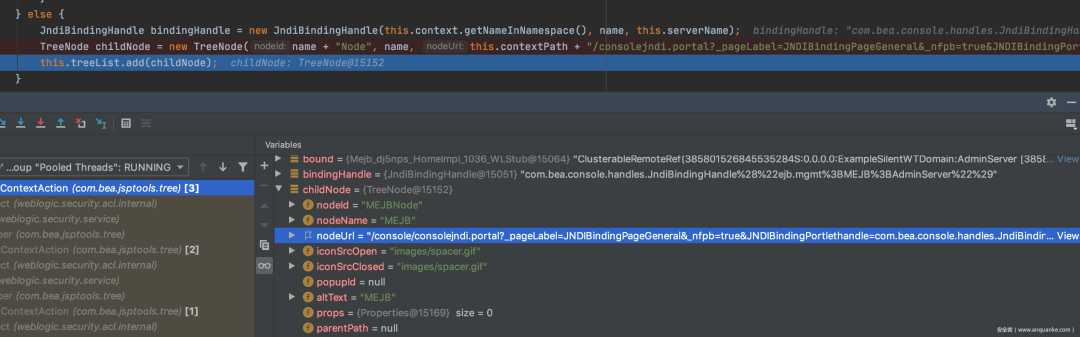 } else {
JndiBindingHandle bindingHandle = new JndiBindingHandle(this.context.getNameInNamespace(), name, this.serverName); bindingHandle: "com.bea.console.handles.JndiBindingHa
TreeNode childNode = new TreeNode( nodeId: name + "Node", name, nodeUrl: this.contextPath + "/consolejndi.portal?_pageLabel=JNDIBindingPageGeneral&_nfpb=true&JNDIBindingPort
this.treeList.add(childNode); childNode: TreeNode@15152
}
Variables
' ...oup "Pooled Threads": RUNNING
bound = {Mejb_dj5nps_HomeImpl_1036_WLStub@15064} "ClusterableRemoteRef(3858015268455352845S:0.0.0.0:ExampleSilentWTDomain:AdminServer [3858... View
bindingHandle = {JndiBindingHandle@15051} "com.bea.console.handles.JndiBindingHandle%28%22ejb.mgmt%3BMEJB%3BAdminServer%22%29"
ContextAction (com.bea.jsptools.tree) [3]
childNode = {TreeNode@15152}
ect (weblogic.security.acl.internal)
nodeId = "MEJBNode"
weblogic.security.service)
nodeName = "MEJB"
ber (com.bea.jsptools.tree)
nodeUrl = "/console/consolejndi.portal?_pageLabel=JNDIBindingPageGeneral&_nfpb=true&JNDIBindingPortlethandle=com.bea.console.handles.JndiBindin... View
ContextAction (com.bea.jsptools.tree) [2]
iconSrcOpen = "images/spacer.gif"
ect (weblogic.security.acl.internal)
iconSrcClosed = "images/spacer.gif"
weblogic.security.service)
popupId = null
ber (com.bea.jsptools.tree)
altText = "MEJB"
ContextAction (com.bea.jsptools.tree) [1]
props = {Properties@15169} size = 0
ect (weblogic.security.acl.internal)
parentPath = null
安全客（www.anquanke.com）